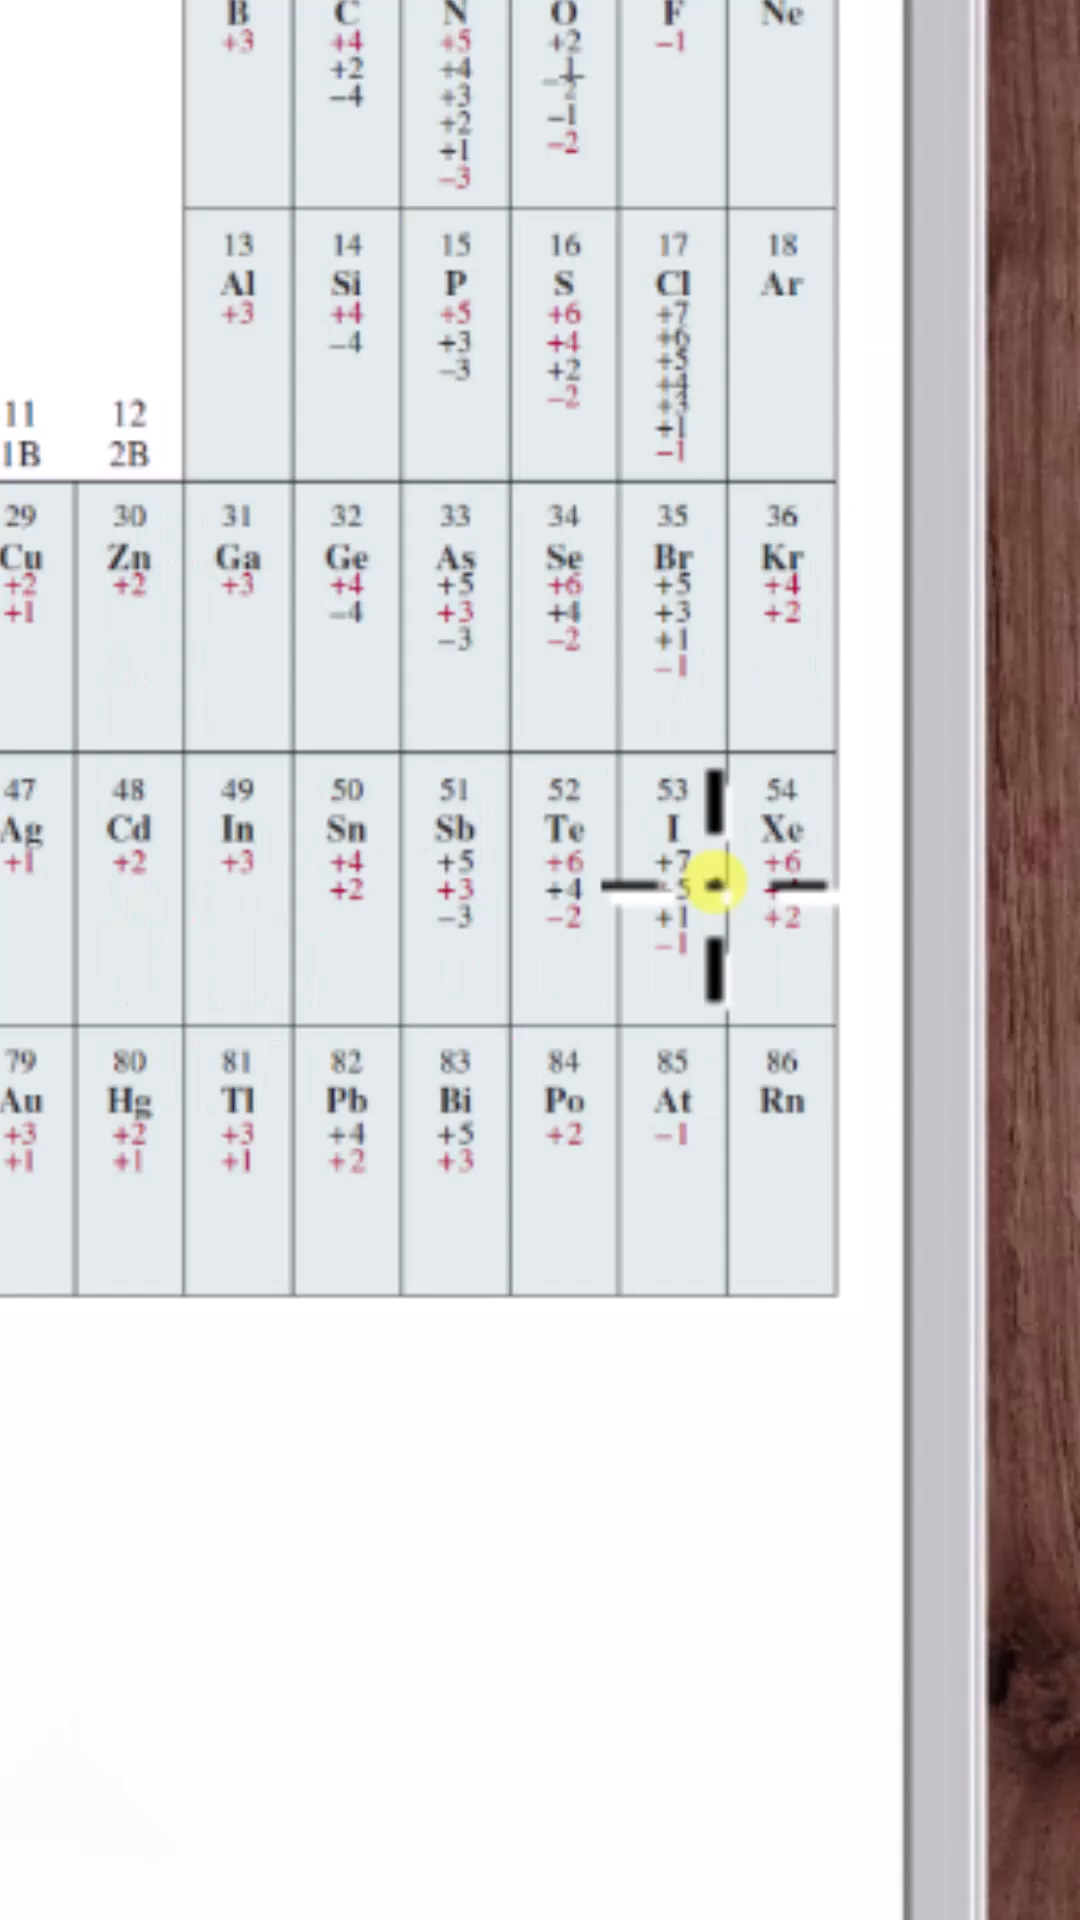 B C N O F Ne
+3 +4 +5 +2 –1
+2 +4
–4 +3
+2 –1
+1 –2
–3
13 14 15 16 17 18
Al Si P S Cl Ar
+3 +4 +5 +6 +7
–4 +3 +4 +6
–3 +2 +5
–2 +4
+3
11 12 +1
1B 2B –1
29 30 31 32 33 34 35 36
Cu Zn Ga Ge As Se Br Kr
+2 +2 +3 +4 +5 +6 +5 +4
+1 –4 +3 +4 +3 +2
–3 –2 +1
–1
47 48 49 50 51 52 53 54
Ag Cd In Sn Sb Te I Xe
+1 +2 +3 +4 +5 +6 +7 +6
+2 +3 +4
–3 –2 +1 +2
–1
79 80 81 82 83 84 85 86
Au Hg Tl Pb Bi Po At Rn
+3 +2 +3 +4 +5 +2 –1
+1 +1 +1 +2 +3